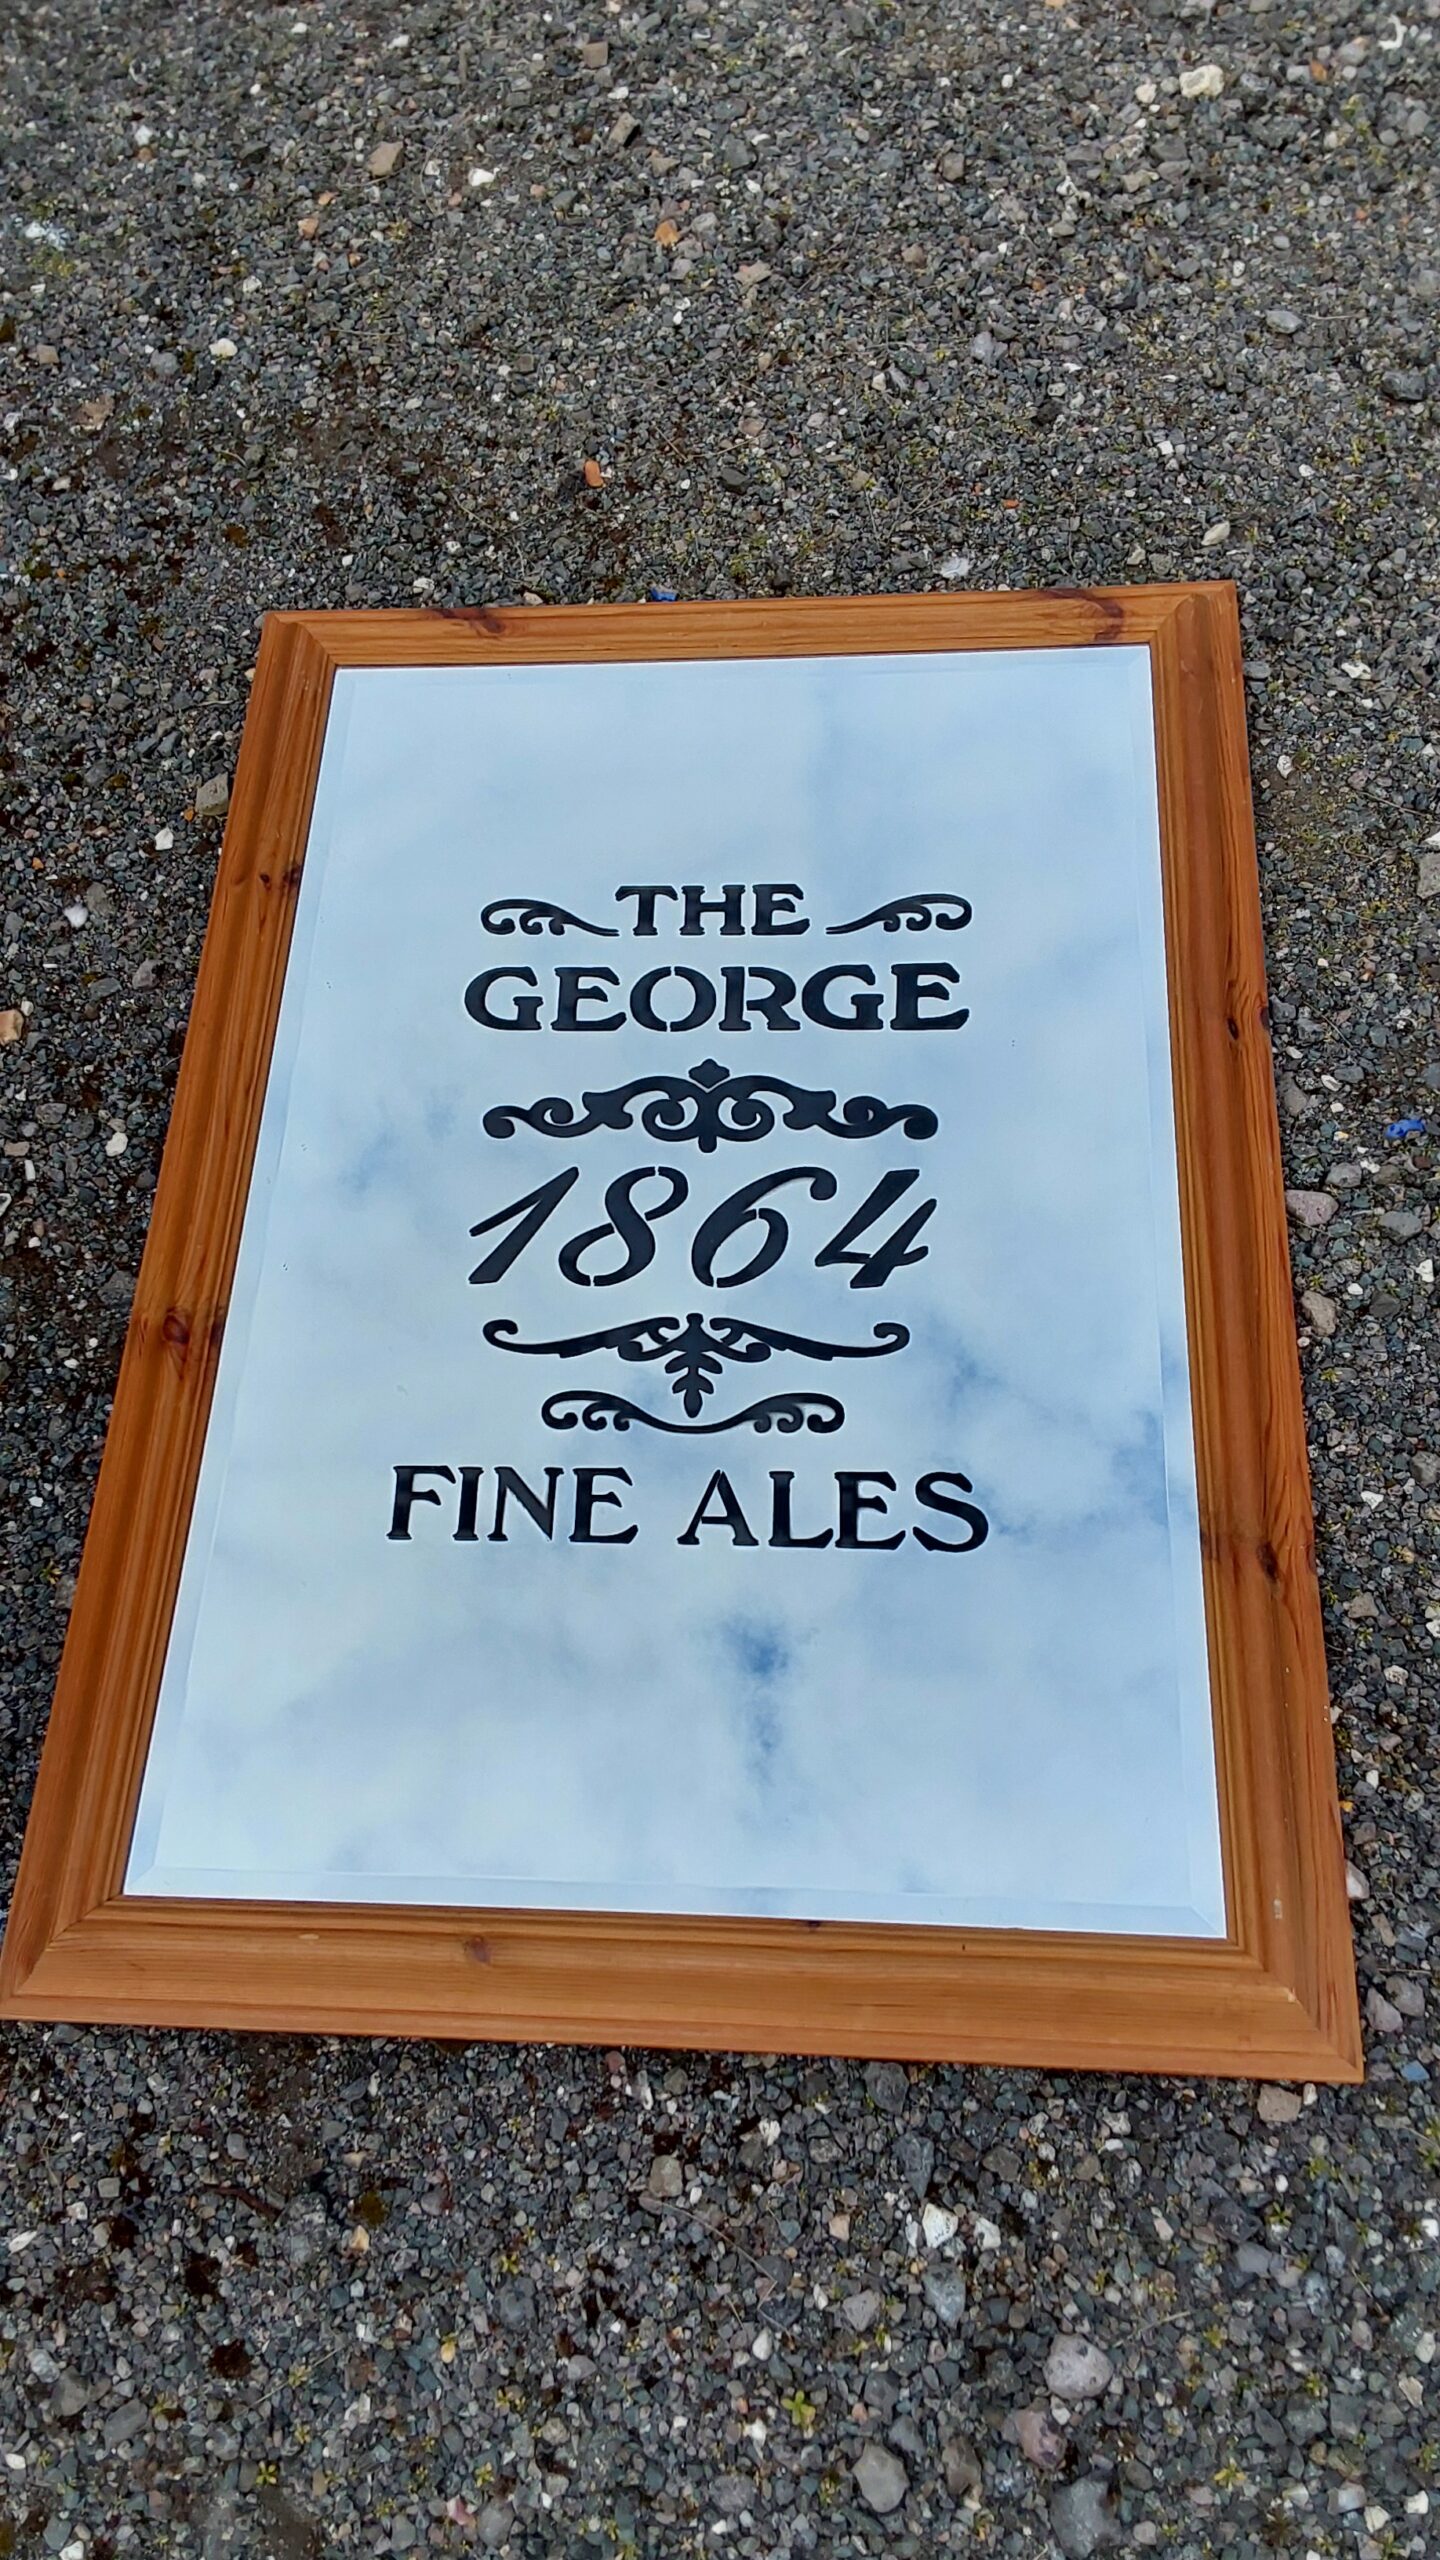 THE
GEORGE
1864
FINE ALES